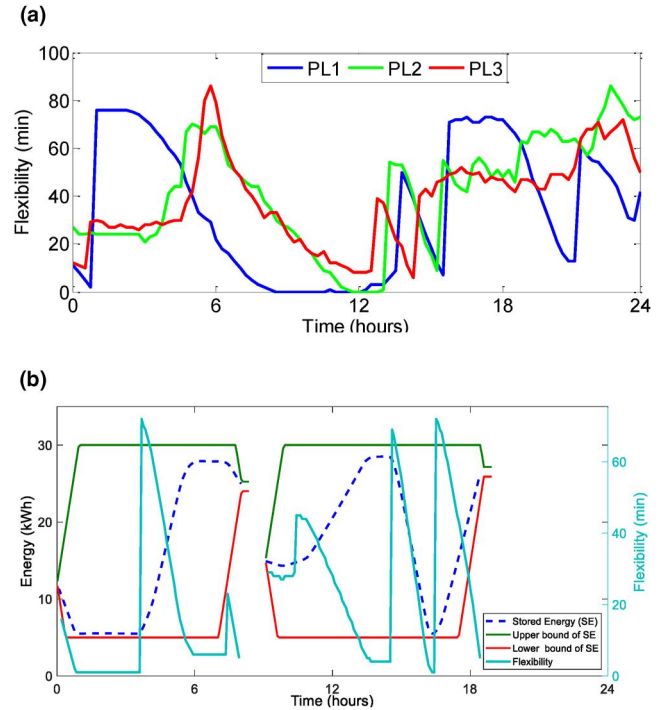 (a)
100
80
60
40
20
0
Flexibility (min)
PL1 PL2 PL3
0 6 12 18 24
Time (hours)
(b)
30
20
10
0
Energy (kWh)
60
40
20
0
Flexibility (min)
Stored Energy (SE)
Upper bound of SE
Lower bound of SE
Flexibility
0 6 12 18 24
Time (hours)